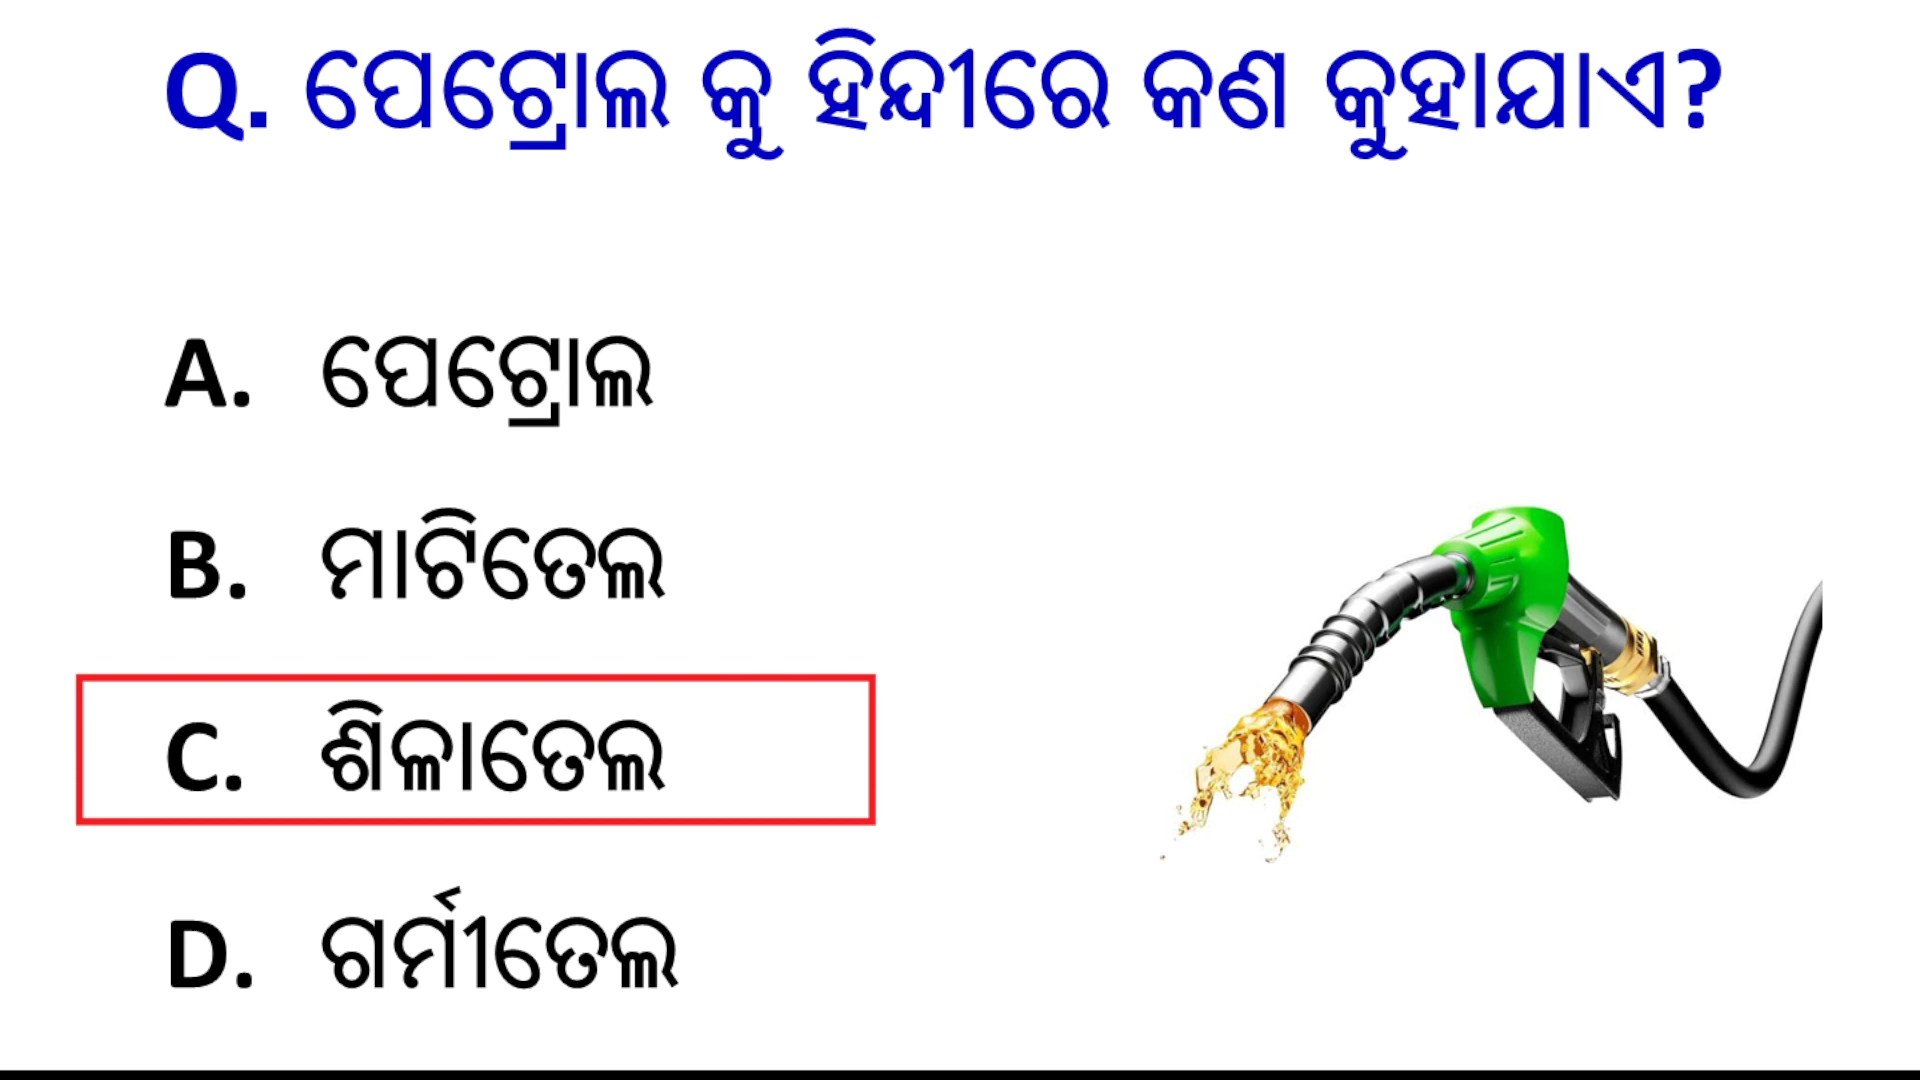 Q. ପେଟ୍ରୋଲ କୁ ହିନ୍ଦୀରେ କଣ କୁହାଯାଏ?
A. ପେଟ୍ରୋଲ
B. ମାଟିତେଲ
C. ଶିଳାତେଲ
D. ଗର୍ମୀତେଲ